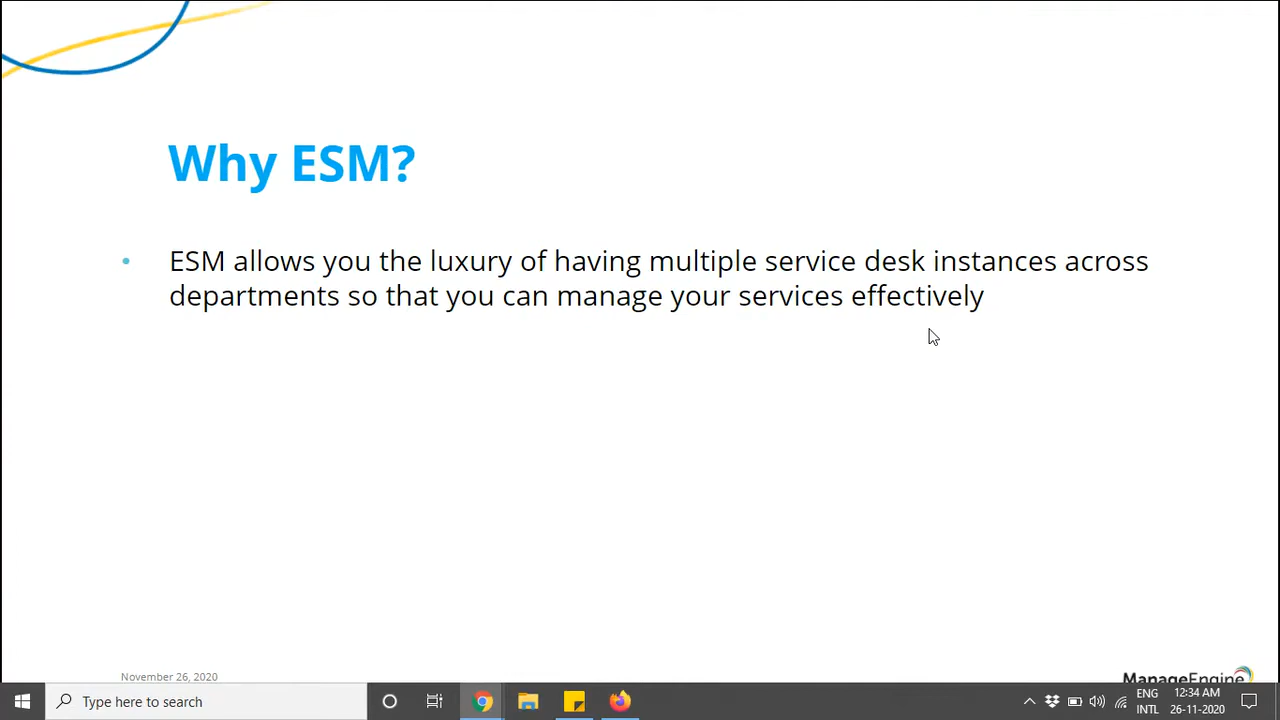 Why ESM?
• ESM allows you the luxury of having multiple service desk instances across
departments so that you can manage your services effectively
November 26, 2020
ManageEngine
Type here to search
ENG
INTL
12:34 AM
26-11-2020